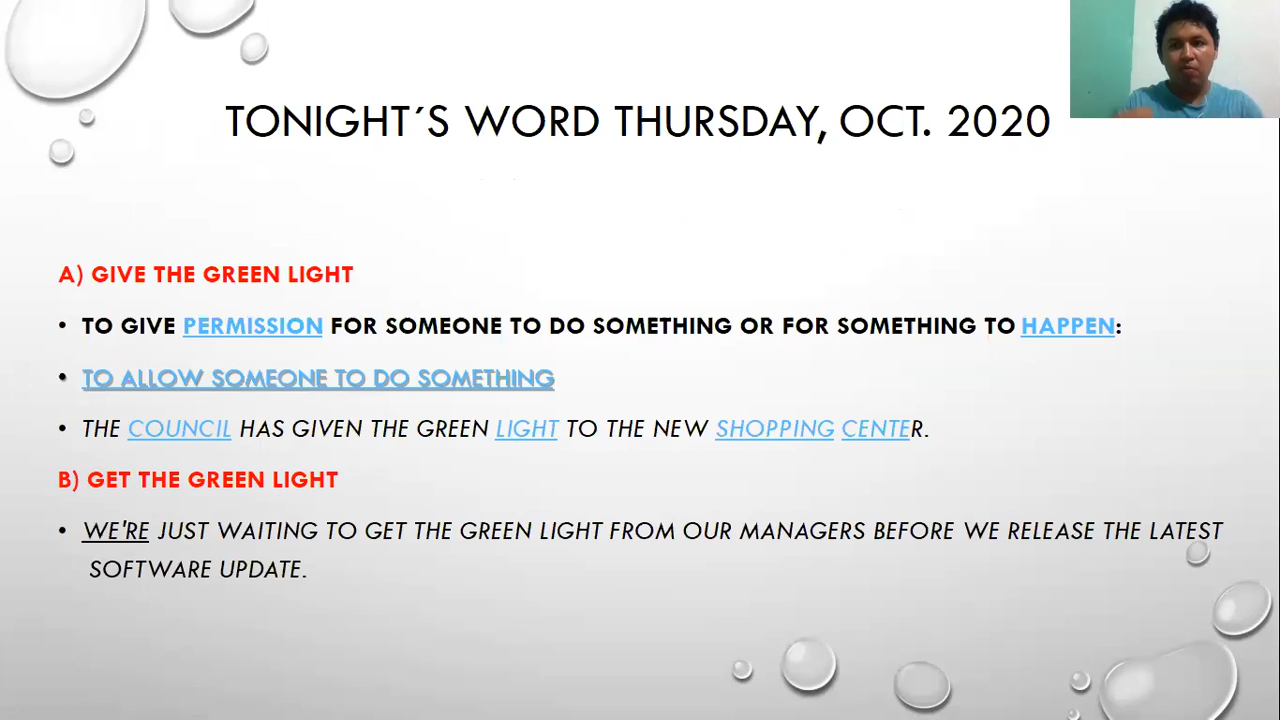 TONIGHT´S WORD THURSDAY, OCT. 2020
A) GIVE THE GREEN LIGHT
• TO GIVE PERMISSION FOR SOMEONE TO DO SOMETHING OR FOR SOMETHING TO HAPPEN:
• TO ALLOW SOMEONE TO DO SOMETHING
• THE COUNCIL HAS GIVEN THE GREEN LIGHT TO THE NEW SHOPPING CENTER.
B) GET THE GREEN LIGHT
• WE'RE JUST WAITING TO GET THE GREEN LIGHT FROM OUR MANAGERS BEFORE WE RELEASE THE LATEST
SOFTWARE UPDATE.